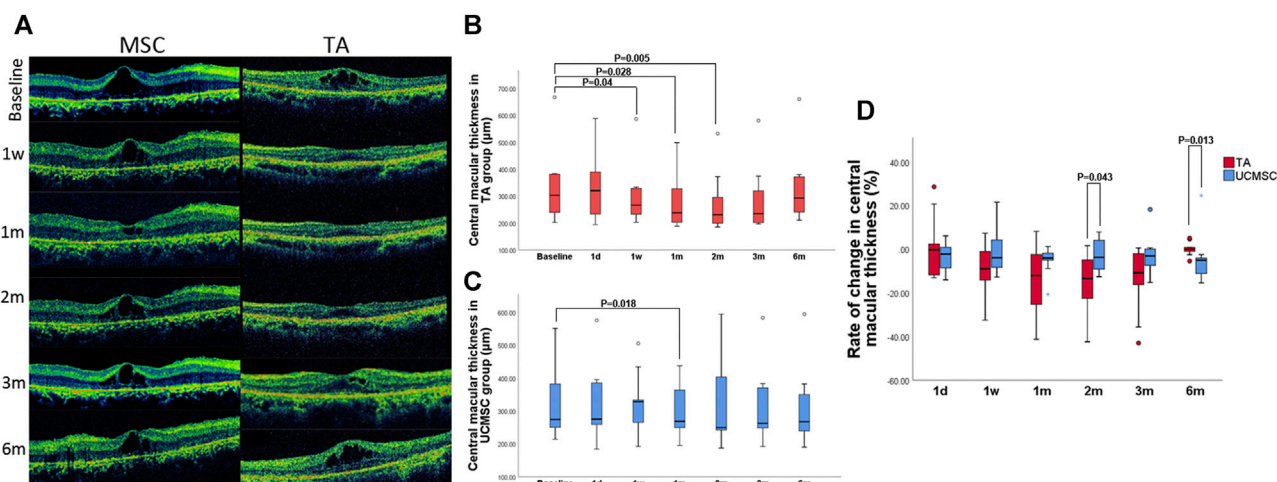 A
MSC
TA
Baseline
1w
1m
2m
3m
6m
B
Central macular thickmess in
TA group (μm)
700.00
600.00
500.00
400.00
300.00
200.00
100.00
P=0.005
P=0.028
P=0.04
Baseline
1d
1w
1m
2m
3m
6m
C
Central macular thickmess in
UCMSC group (μm)
600.00
500.00
400.00
300.00
200.00
100.00
P=0.018
D
Rate of change in central
macular thickness (%)
40.00
20.00
.00
-20.00
-40.00
-60.00
P=0.043
P=0.013
TA
UCMSC
1d
1w
1m
2m
3m
6m